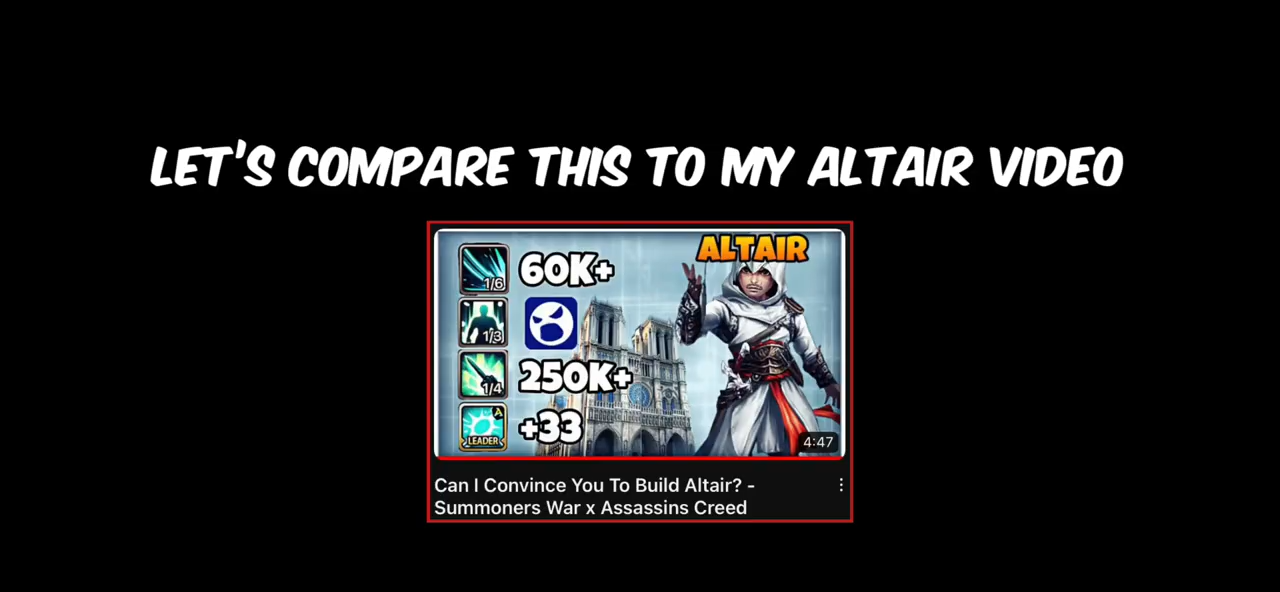 LET'S COMPARE THIS TO MY ALTAIR VIDEO
ALTAIR
1/6 60K+
1/3
1/4 250K+
A
LEADER +33
4:47
Can I Convince You To Build Altair? -
Summoners War x Assassins Creed